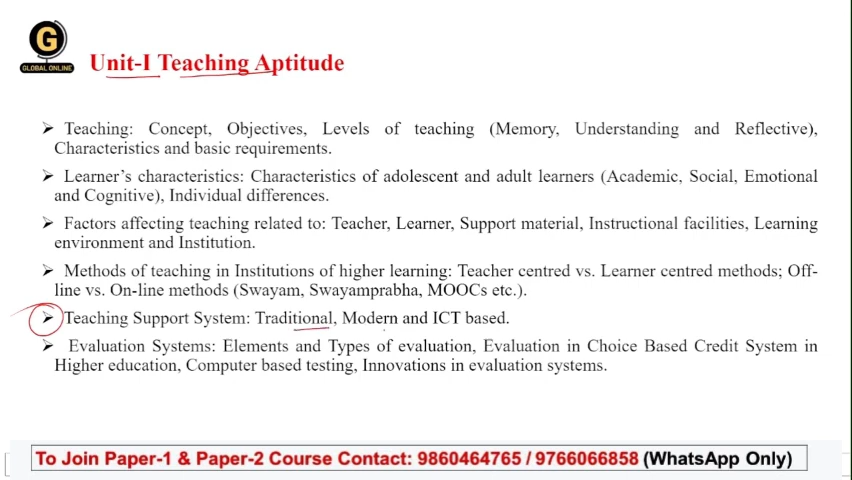 G
GLOBAL ONLINE
Unit-I Teaching Aptitude
➤ Teaching: Concept, Objectives, Levels of teaching (Memory, Understanding and Reflective),
Characteristics and basic requirements.
➤ Learner's characteristics: Characteristics of adolescent and adult learners (Academic, Social, Emotional
and Cognitive), Individual differences.
➤ Factors affecting teaching related to: Teacher, Learner, Support material, Instructional facilities, Learning
environment and Institution.
➤ Methods of teaching in Institutions of higher learning: Teacher centred vs. Learner centred methods; Off-
line vs. On-line methods (Swayam, Swayamprabha, MOOCs etc.).
➤ Teaching Support System: Traditional, Modern and ICT based.
➤ Evaluation Systems: Elements and Types of evaluation, Evaluation in Choice Based Credit System in
Higher education, Computer based testing, Innovations in evaluation systems.
To Join Paper-1 & Paper-2 Course Contact: 9860464765 / 9766066858 (WhatsApp Only)